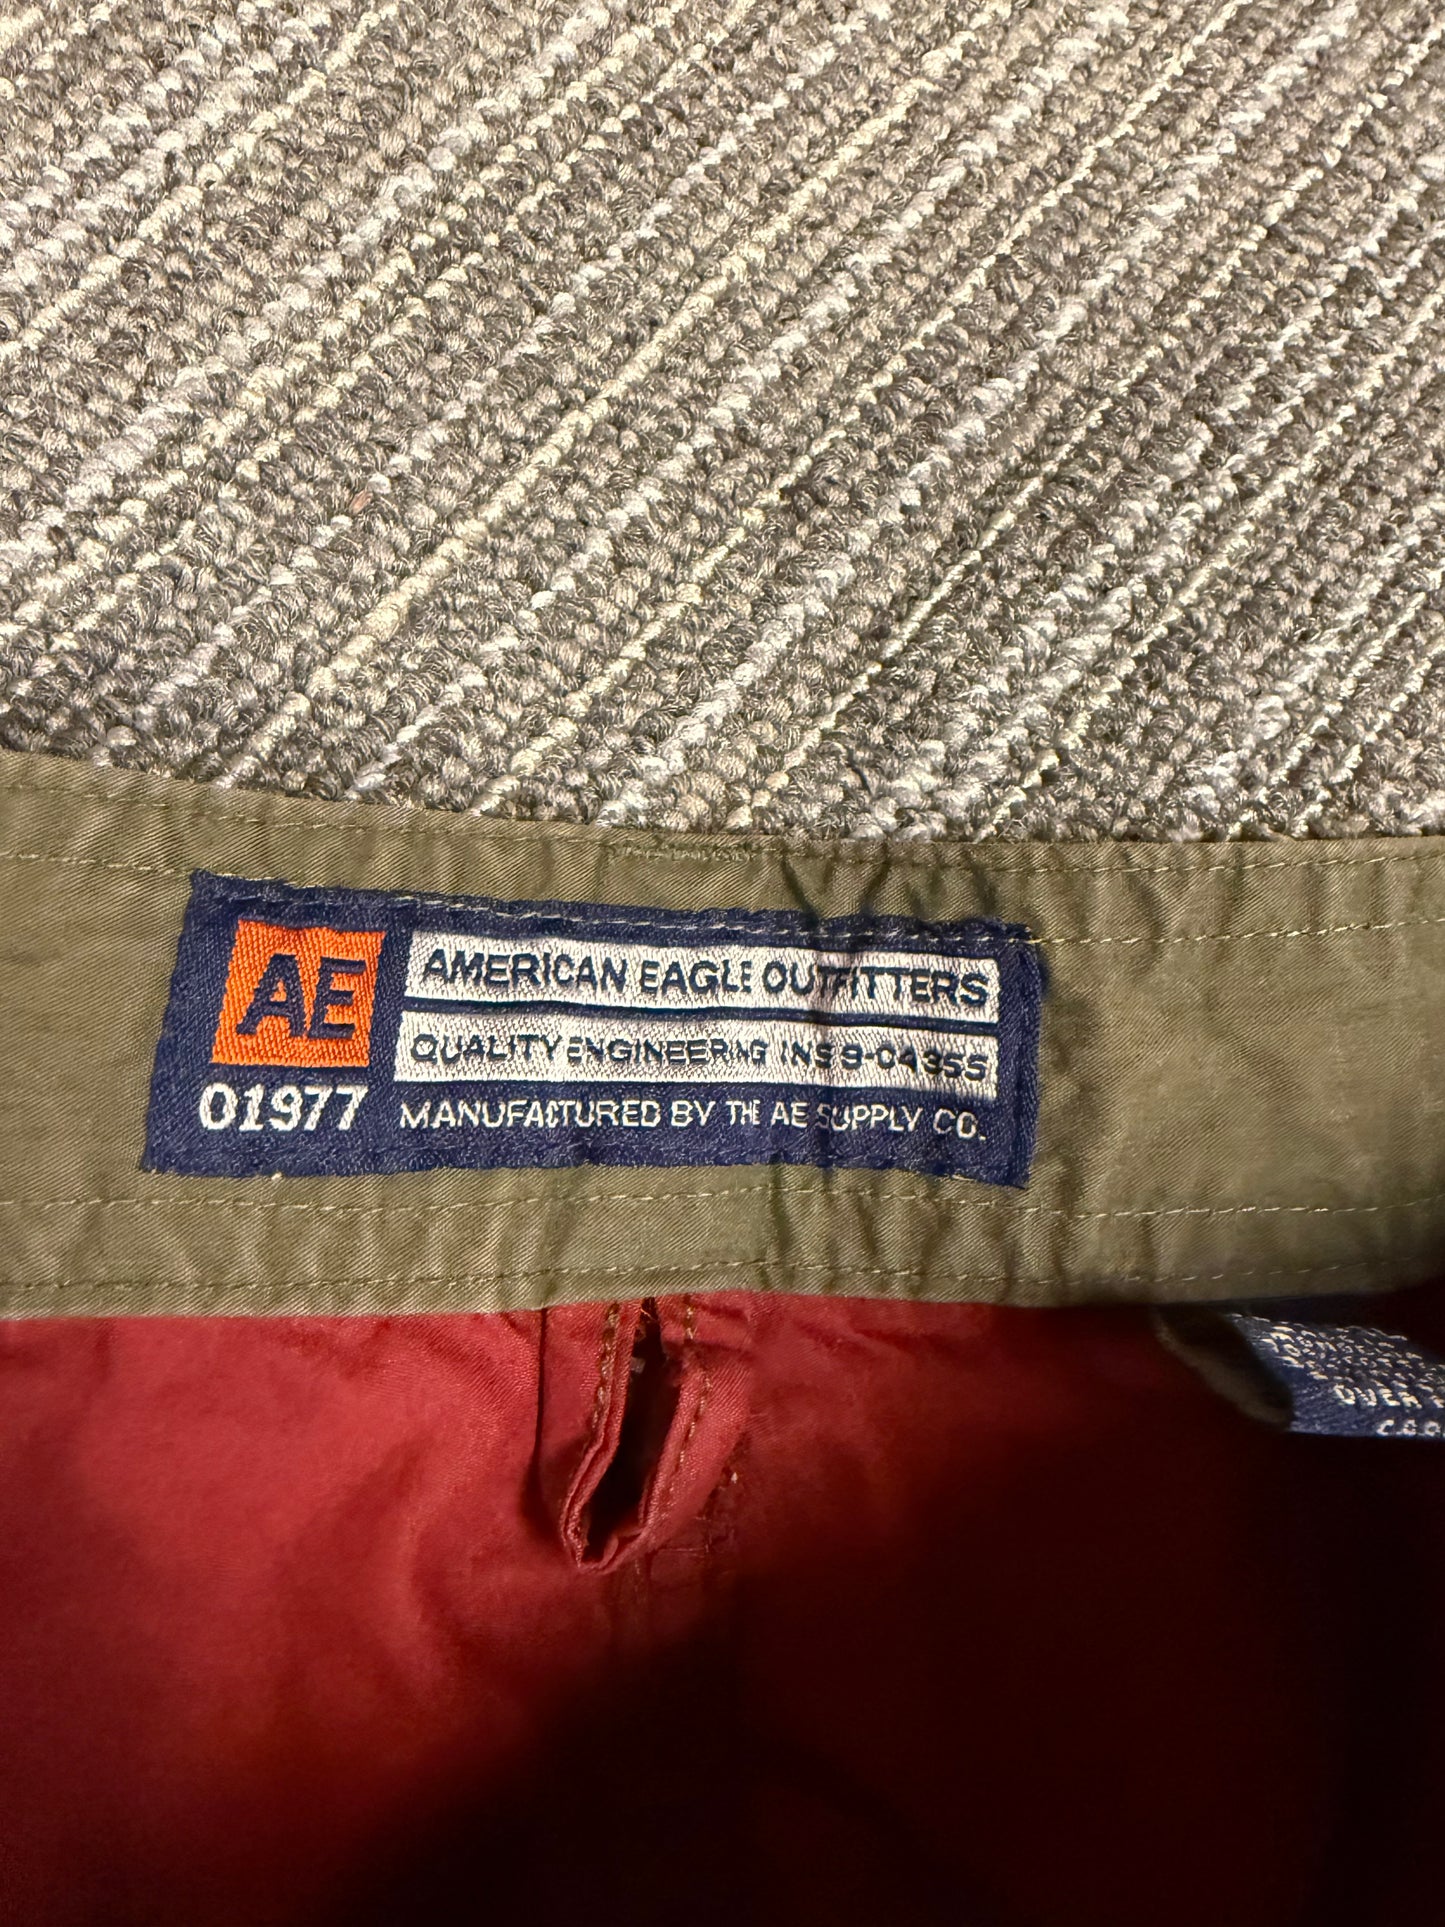 AE
01977
AMERICAN EAGLE OUTFITTERS
QUALITY ENGINEERING INS 9-04355
MANUFACTURED BY THE AE SUPPLY CO.